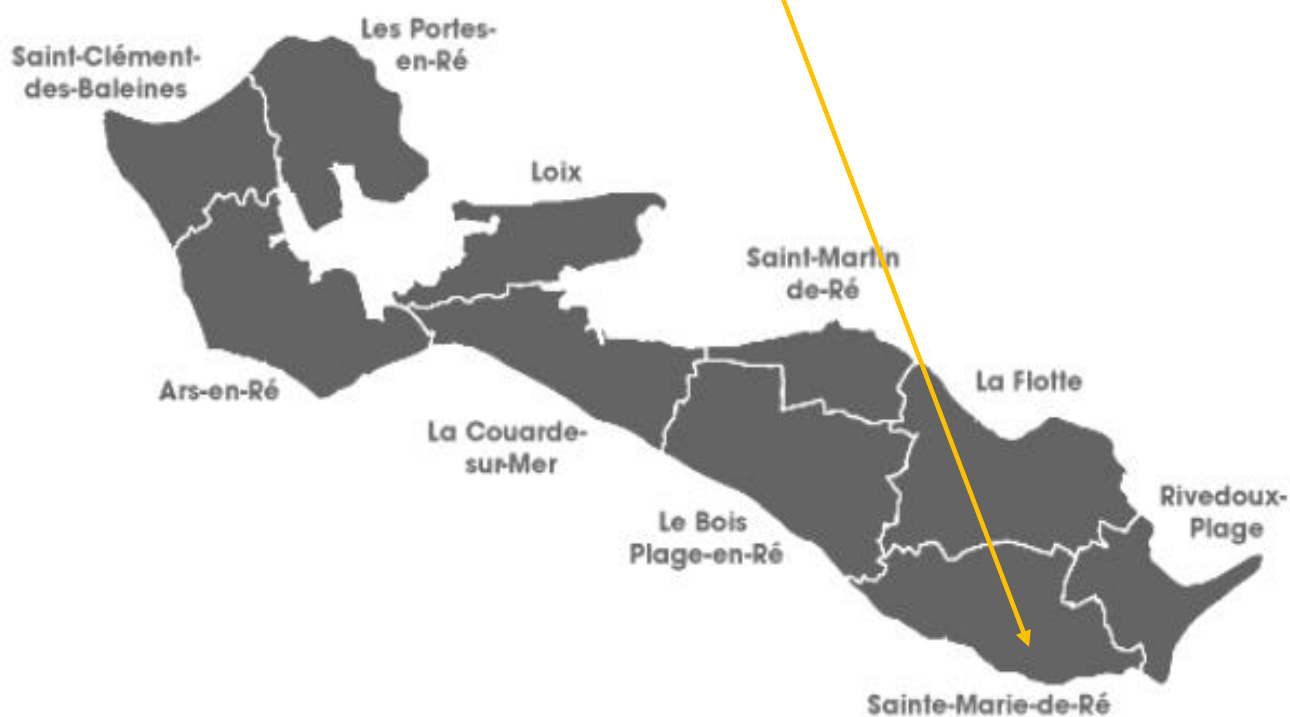 Les Portes-
en-Ré
Saint-Clément-
des-Baleines
Loix
Saint-Martin
de-Ré
La Flotte
Ars-en-Ré
La Couarde-
sur-Mer
Rivedoux-
Plage
Le Bois
Plage-en-Ré
Sainte-Marie-de-Ré